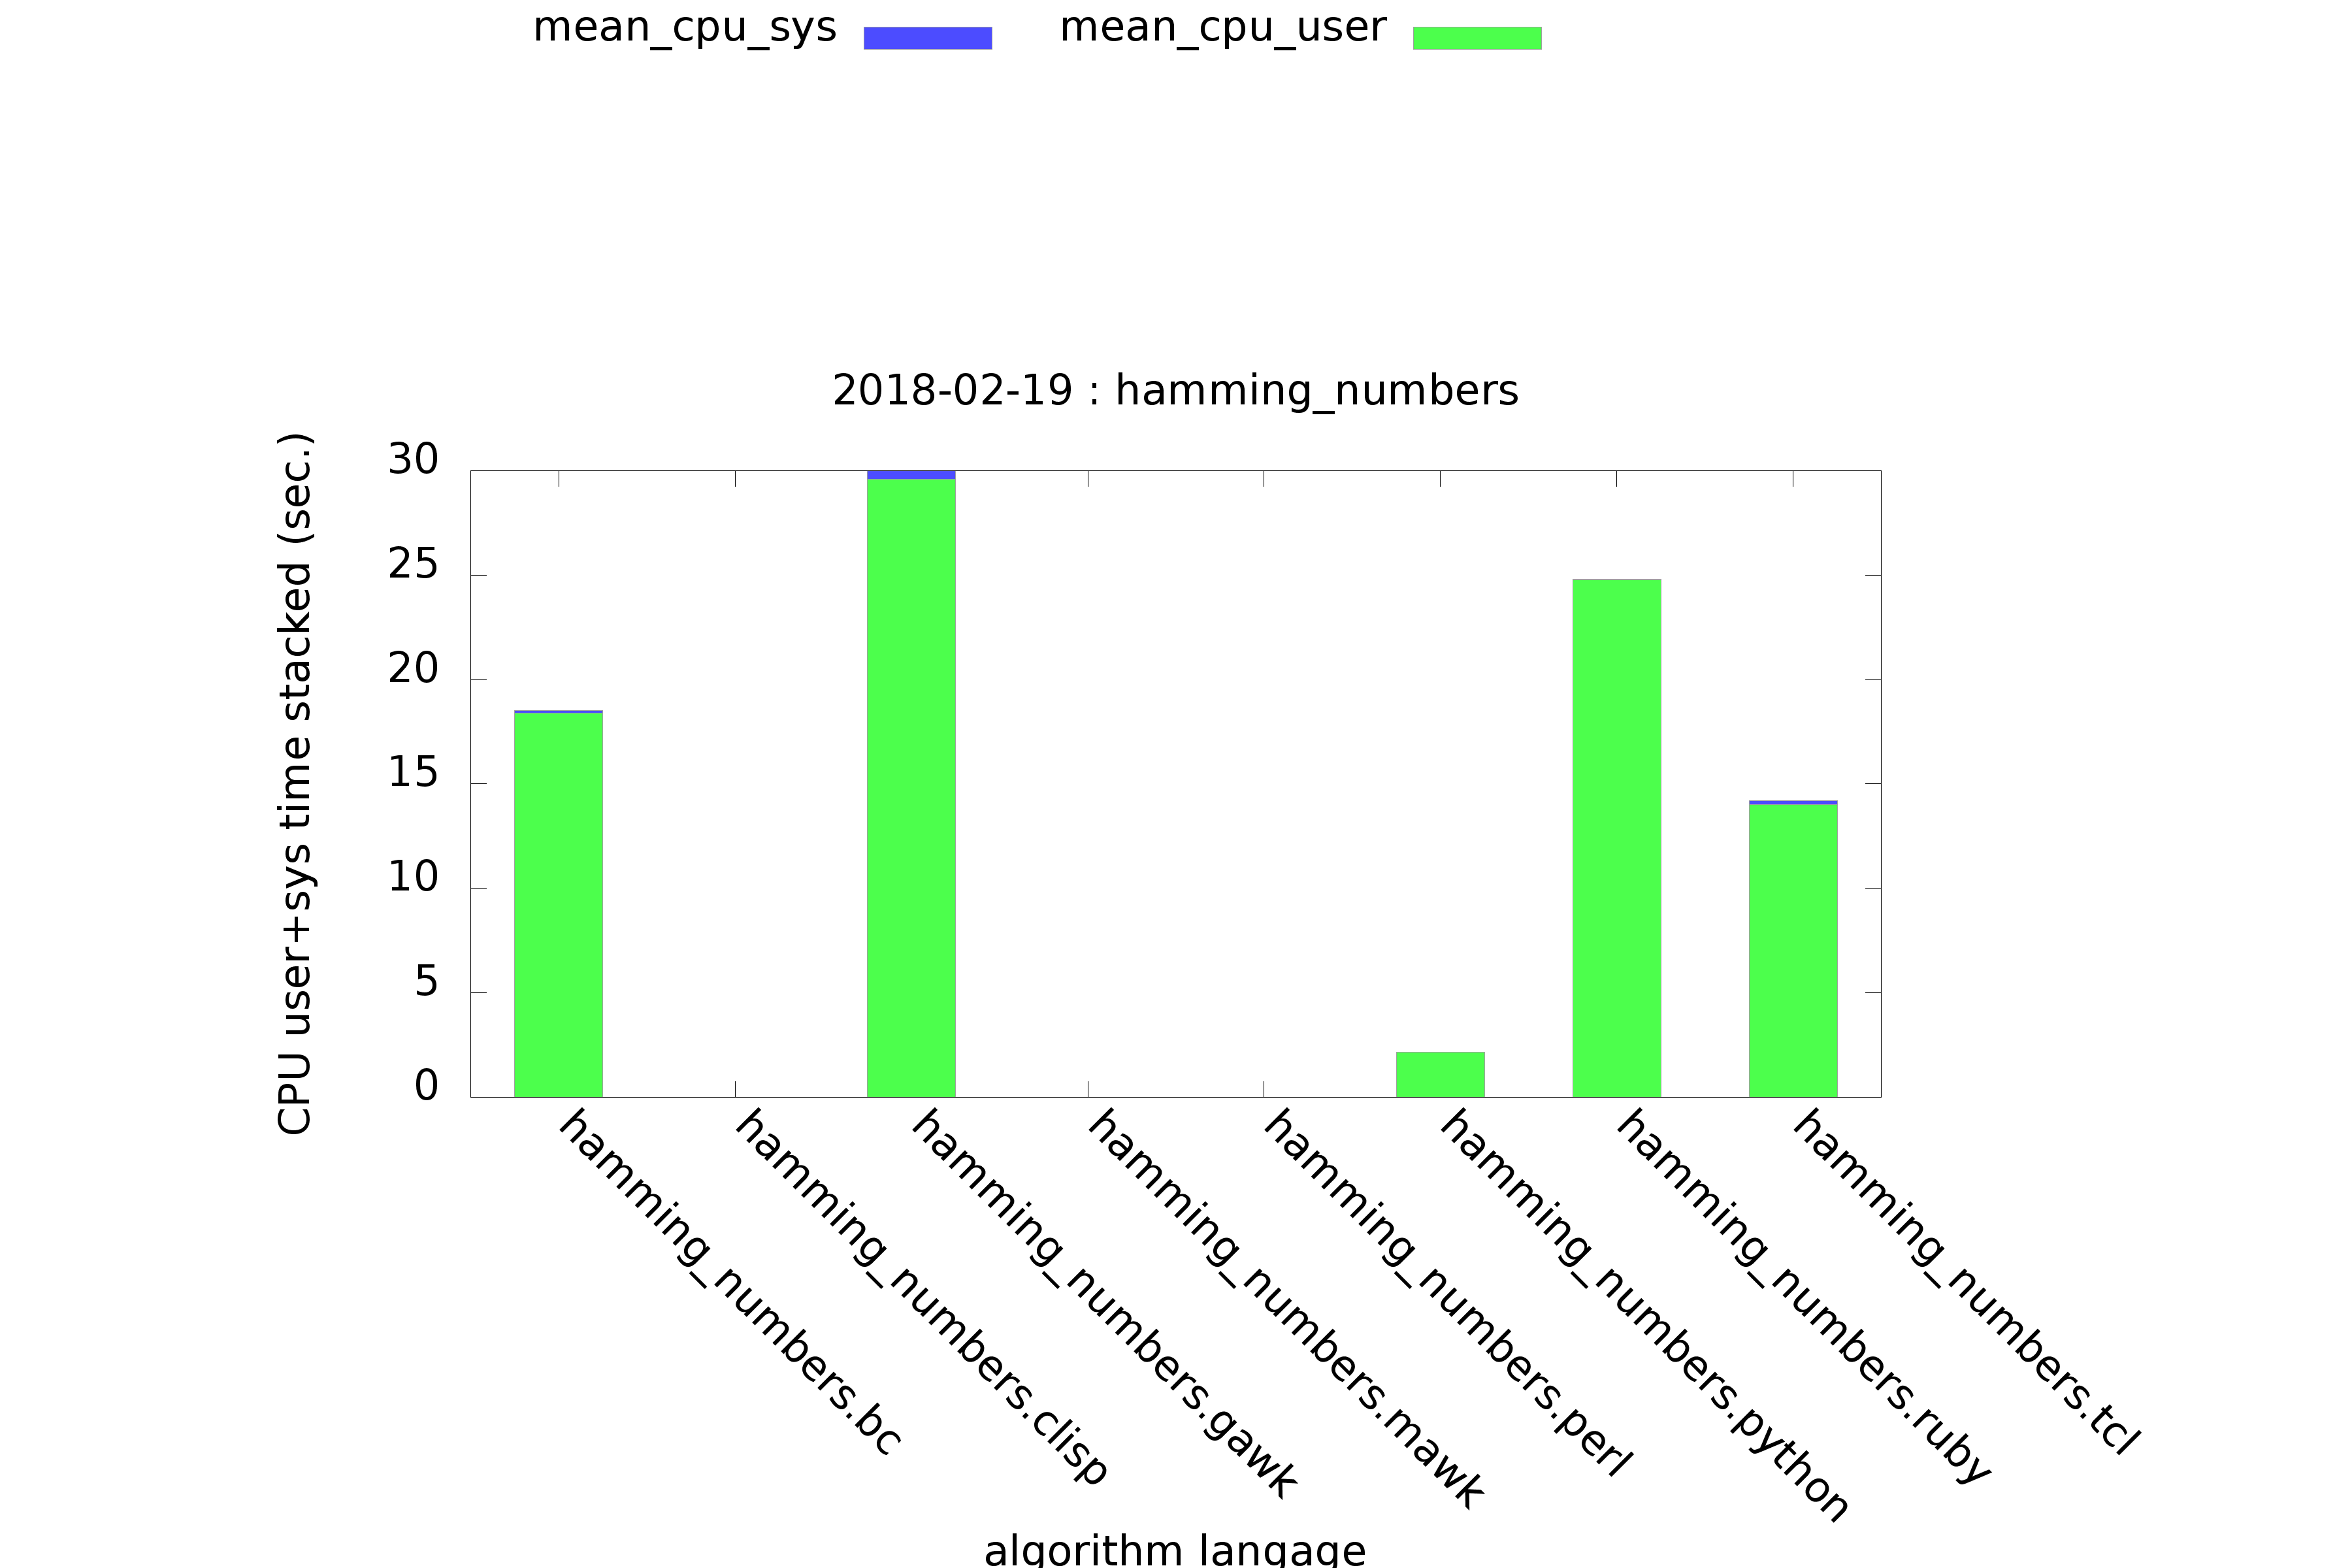 mean_cpu_sys mean_cpu_user
2018-02-19 : hamming_numbers
CPU user+sys time stacked (sec.)
30
25
20
15
10
5
0
hamming_numbers.bc
hamming_numbers.clisp
hamming_numbers.gawk
hamming_numbers.mawk
hamming_numbers.perl
hamming_numbers.python
hamming_numbers.ruby
hamming_numbers.tcl
algorithm langage